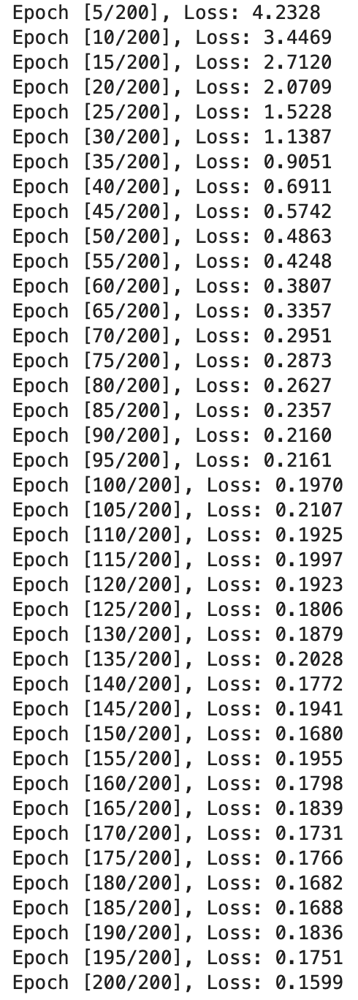 Epoch [5/200], Loss: 4.2328
Epoch [10/200], Loss: 3.4469
Epoch [15/200], Loss: 2.7120
Epoch [20/200], Loss: 2.0709
Epoch [25/200], Loss: 1.5228
Epoch [30/200], Loss: 1.1387
Epoch [35/200], Loss: 0.9051
Epoch [40/200], Loss: 0.6911
Epoch [45/200], Loss: 0.5742
Epoch [50/200], Loss: 0.4863
Epoch [55/200], Loss: 0.4248
Epoch [60/200], Loss: 0.3807
Epoch [65/200], Loss: 0.3357
Epoch [70/200], Loss: 0.2951
Epoch [75/200], Loss: 0.2873
Epoch [80/200], Loss: 0.2627
Epoch [85/200], Loss: 0.2357
Epoch [90/200], Loss: 0.2160
Epoch [95/200], Loss: 0.2161
Epoch [100/200], Loss: 0.1970
Epoch [105/200], Loss: 0.2107
Epoch [110/200], Loss: 0.1925
Epoch [115/200], Loss: 0.1997
Epoch [120/200], Loss: 0.1923
Epoch [125/200], Loss: 0.1806
Epoch [130/200], Loss: 0.1879
Epoch [135/200], Loss: 0.2028
Epoch [140/200], Loss: 0.1772
Epoch [145/200], Loss: 0.1941
Epoch [150/200], Loss: 0.1680
Epoch [155/200], Loss: 0.1955
Epoch [160/200], Loss: 0.1798
Epoch [165/200], Loss: 0.1839
Epoch [170/200], Loss: 0.1731
Epoch [175/200], Loss: 0.1766
Epoch [180/200], Loss: 0.1682
Epoch [185/200], Loss: 0.1688
Epoch [190/200], Loss: 0.1836
Epoch [195/200], Loss: 0.1751
Epoch [200/200], Loss: 0.1599